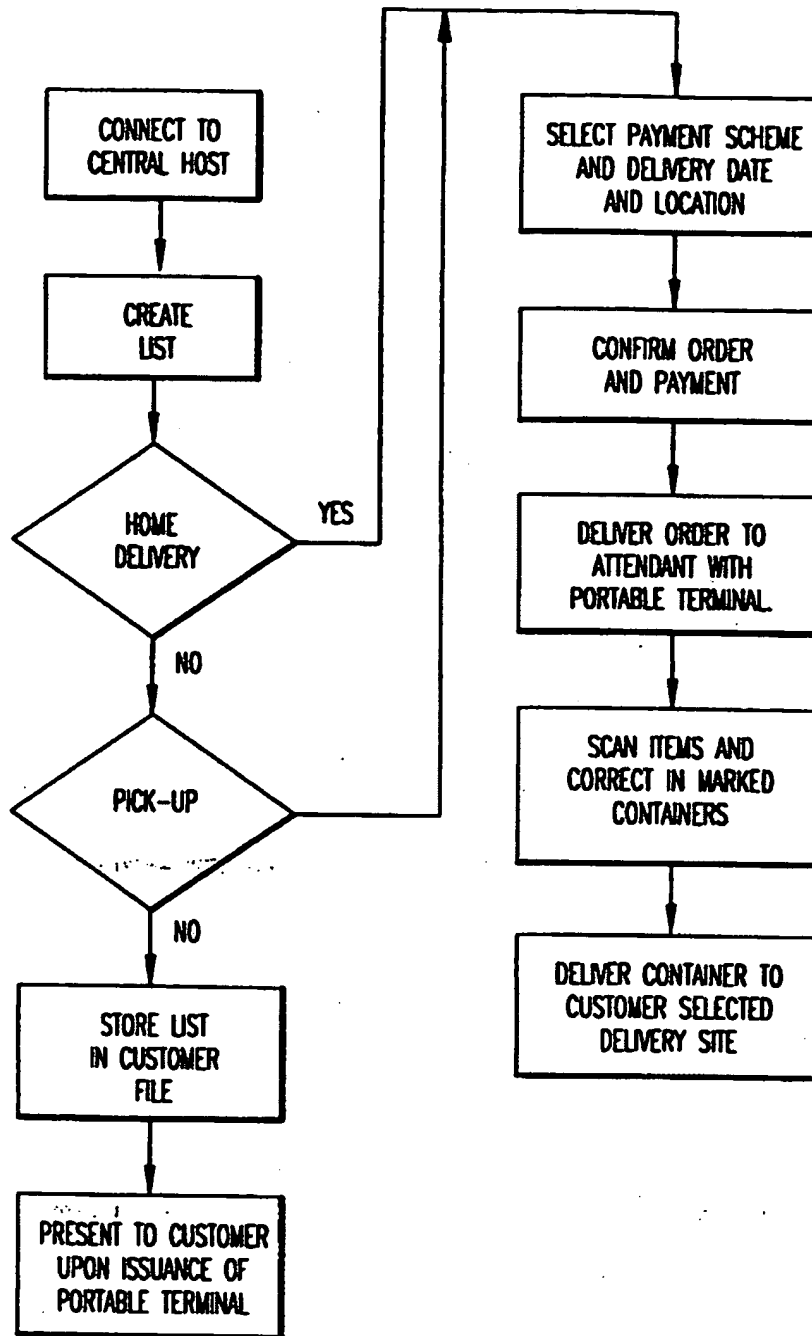 CONNECT TO
CENTRAL HOST
CREATE
LIST
HOME
DELIVERY
YES
NO
PICK-UP
NO
STORE LIST
IN CUSTOMER
FILE
PRESENT TO CUSTOMER
UPON ISSUANCE OF
PORTABLE TERMINAL
SELECT PAYMENT SCHEME
AND DELIVERY DATE
AND LOCATION
CONFIRM ORDER
AND PAYMENT
DELIVER ORDER TO
ATTENDANT WITH
PORTABLE TERMINAL.
SCAN ITEMS AND
CORRECT IN MARKED
CONTAINERS
DELIVER CONTAINER TO
CUSTOMER SELECTED
DELIVERY SITE